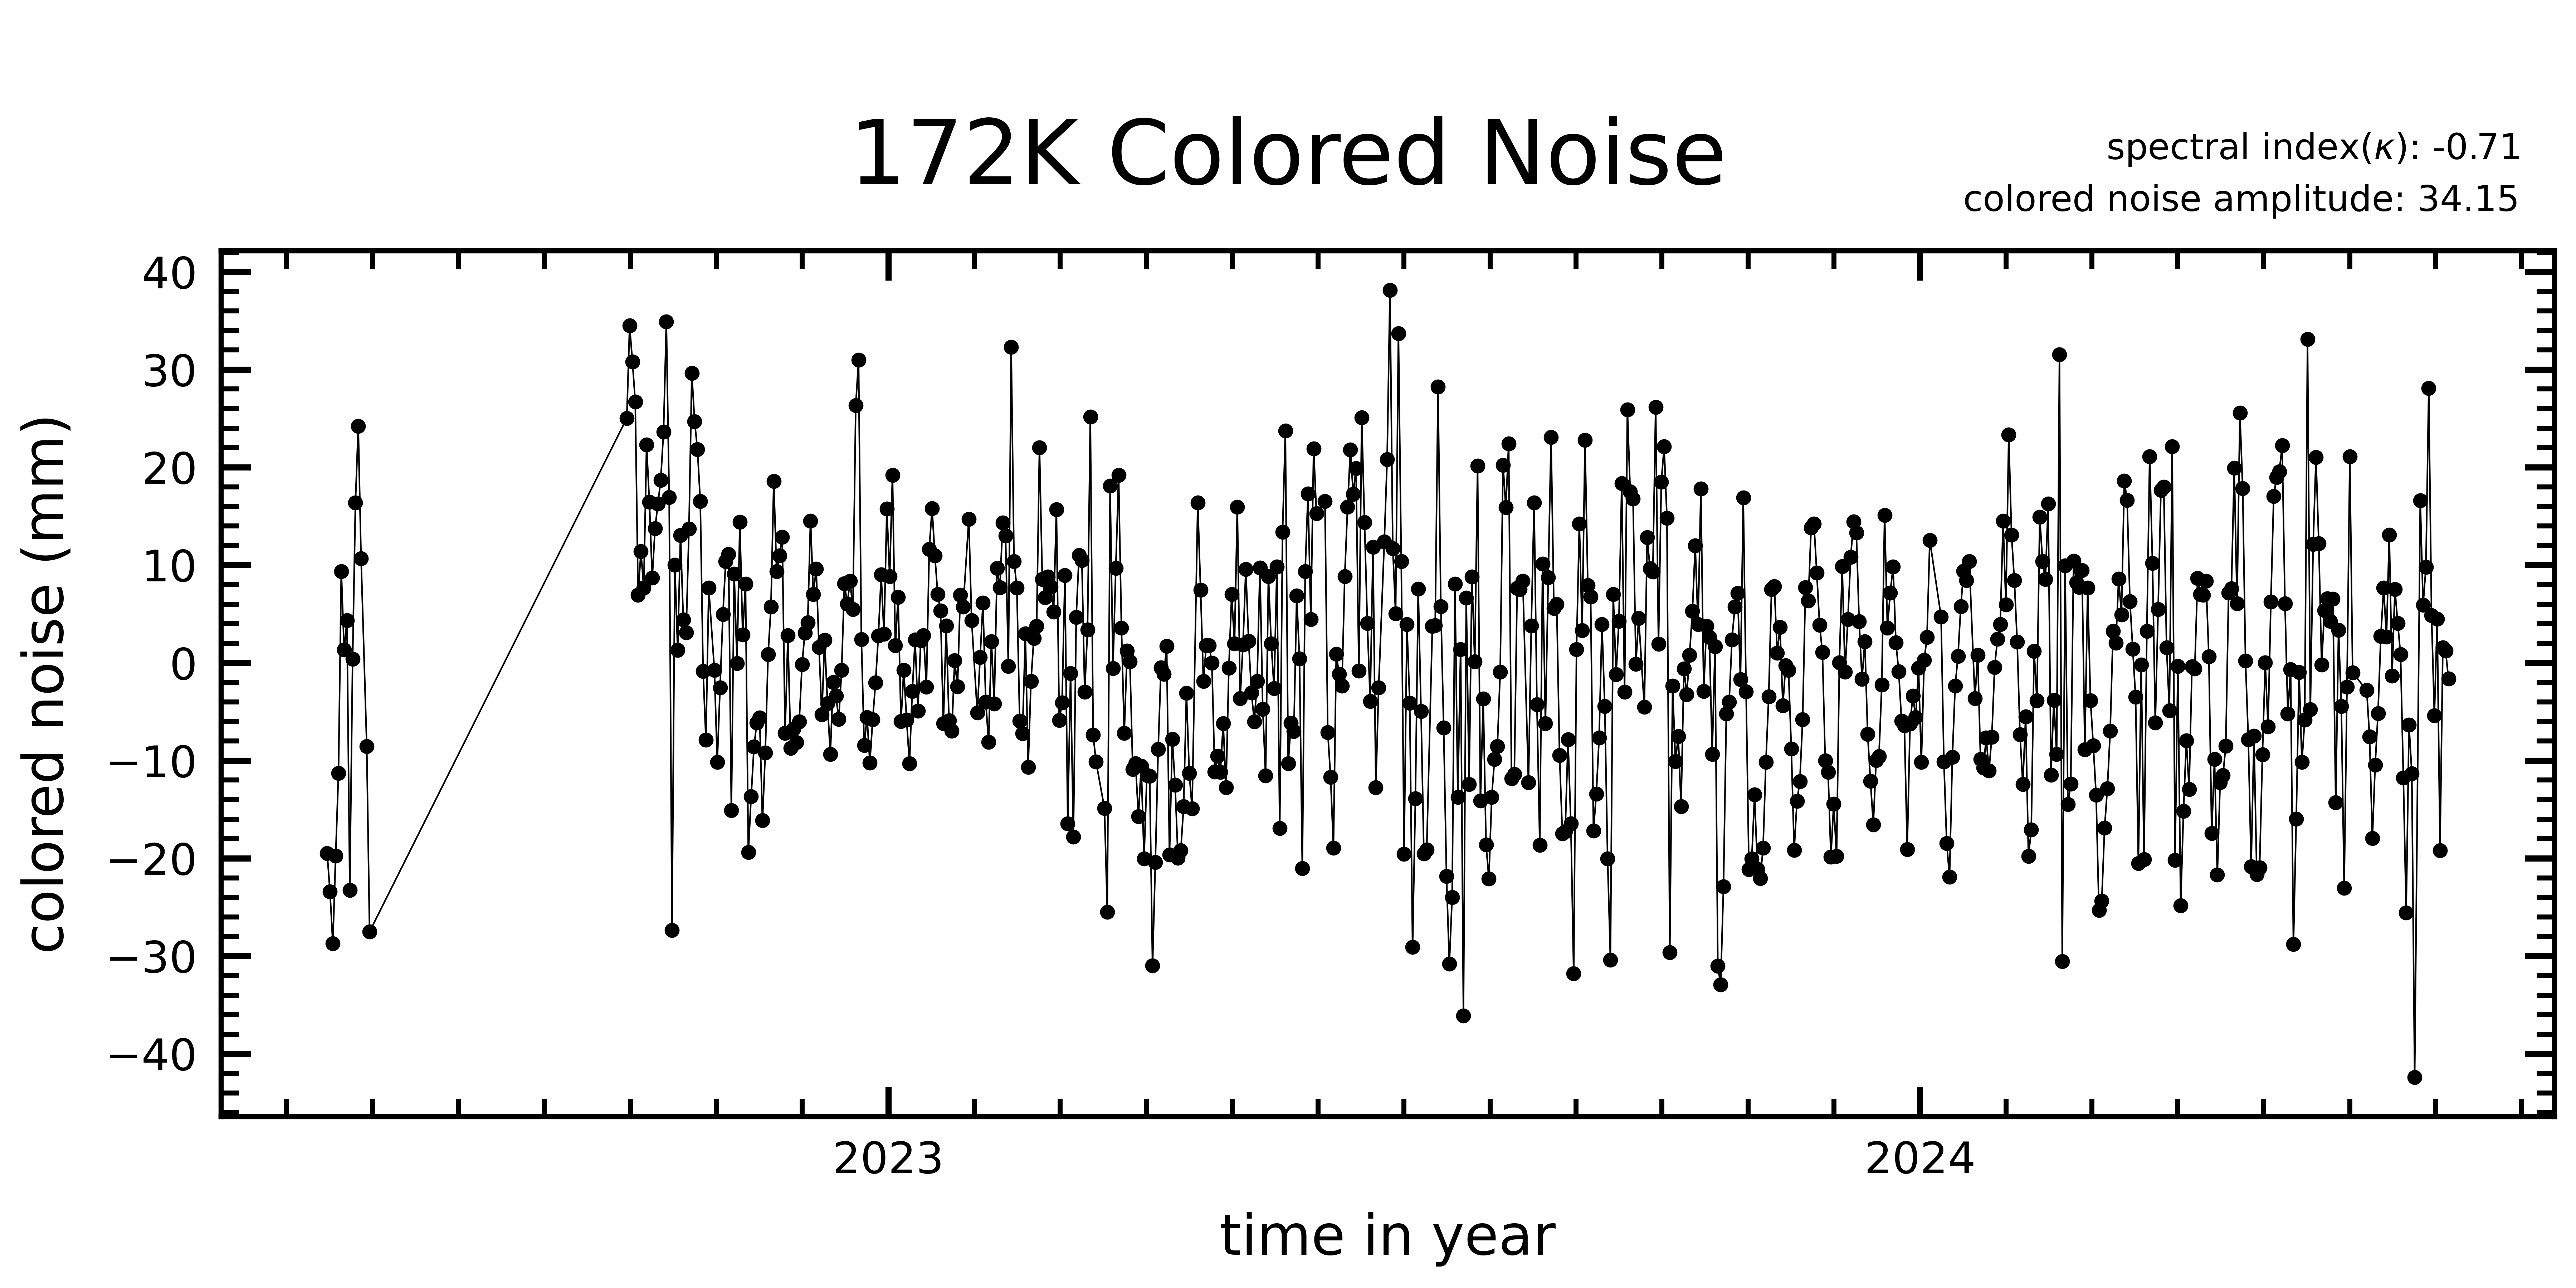 172K Colored Noise
spectral index(κ): -0.71
colored noise amplitude: 34.15
colored noise (mm)
40
30
20
10
0
−10
−20
−30
−40
2023
2024
time in year